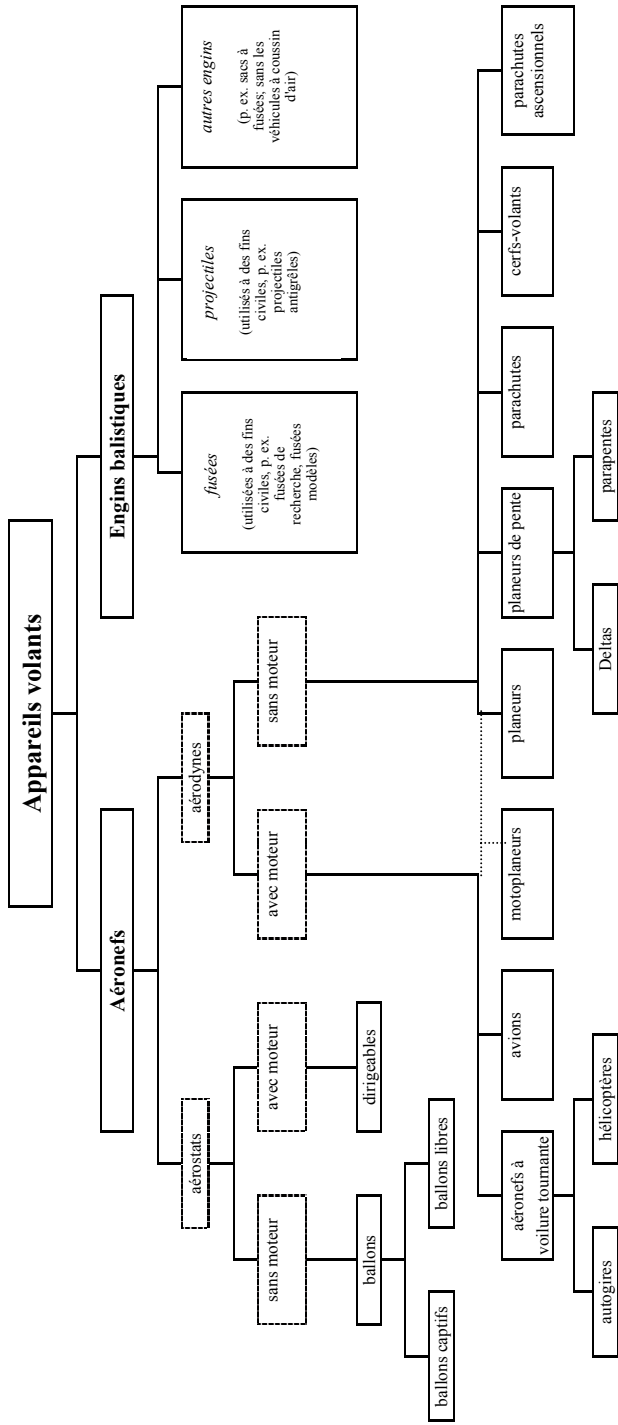 Appareils volants
Aéronefs
Engins balistiques
aérostats
aérodynes
fusées
(utilisées à des fins
civiles, p. ex.
fusées de
recherche, fusées
modèles)
projectiles
(utilisés à des fins
civiles, p. ex.
projectiles
antigrêles)
autres engins
(p. ex. sacs à
fusées; sans les
véhicules à coussin
d'air)
sans moteur
avec moteur
avec moteur
sans moteur
ballons
dirigeables
ballons captifs
ballons libres
aéronefs à
voilure tournante
avions
motoplaneurs
planeurs
planeurs de pente
parachutes
cerfs-volants
parachutes
ascensionnels
autogires
hélicoptères
Deltas
parapentes